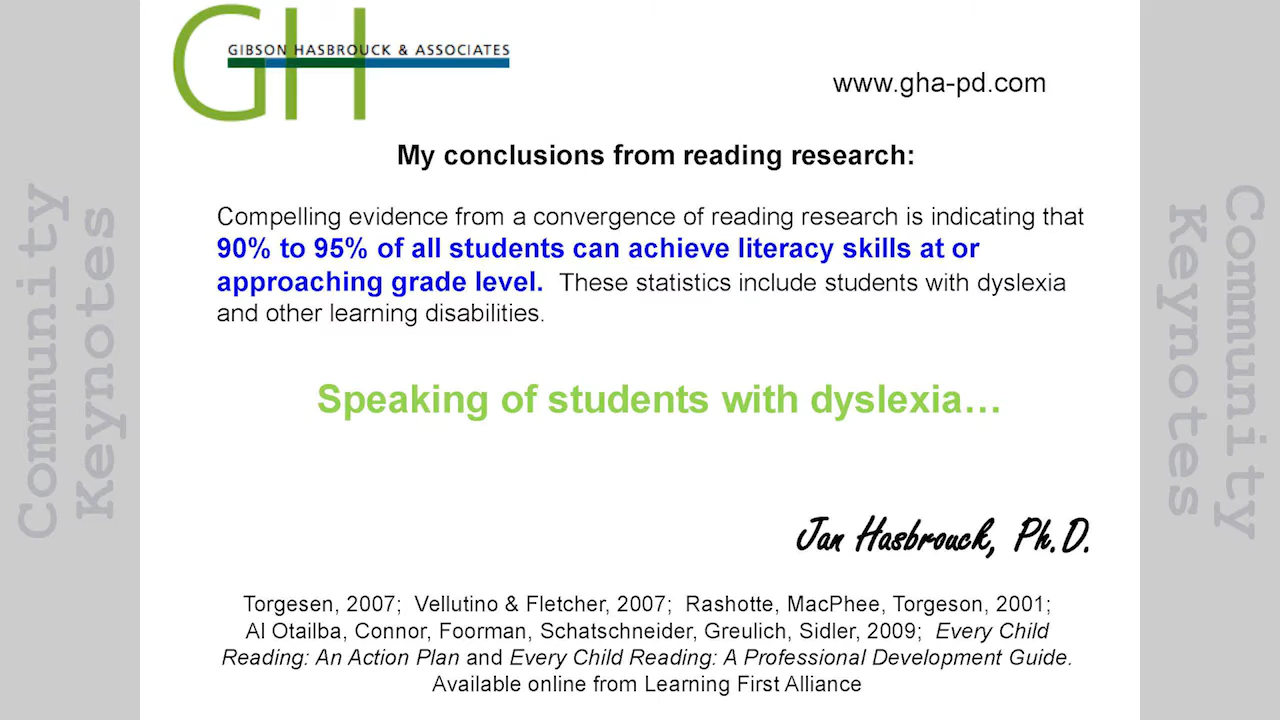 GH
GIBSON HASBROUCK & ASSOCIATES
www.gha-pd.com
My conclusions from reading research:
Compelling evidence from a convergence of reading research is indicating that
90% to 95% of all students can achieve literacy skills at or
approaching grade level. These statistics include students with dyslexia
and other learning disabilities.
Speaking of students with dyslexia…
Jan Hasbrouck, Ph.D.
Torgesen, 2007; Vellutino & Fletcher, 2007; Rashotte, MacPhee, Torgeson, 2001;
Al Otailba, Connor, Foorman, Schatschneider, Greulich, Sidler, 2009; Every Child
Reading: An Action Plan and Every Child Reading: A Professional Development Guide.
Available online from Learning First Alliance
Community
Keynotes
Community
Keynotes